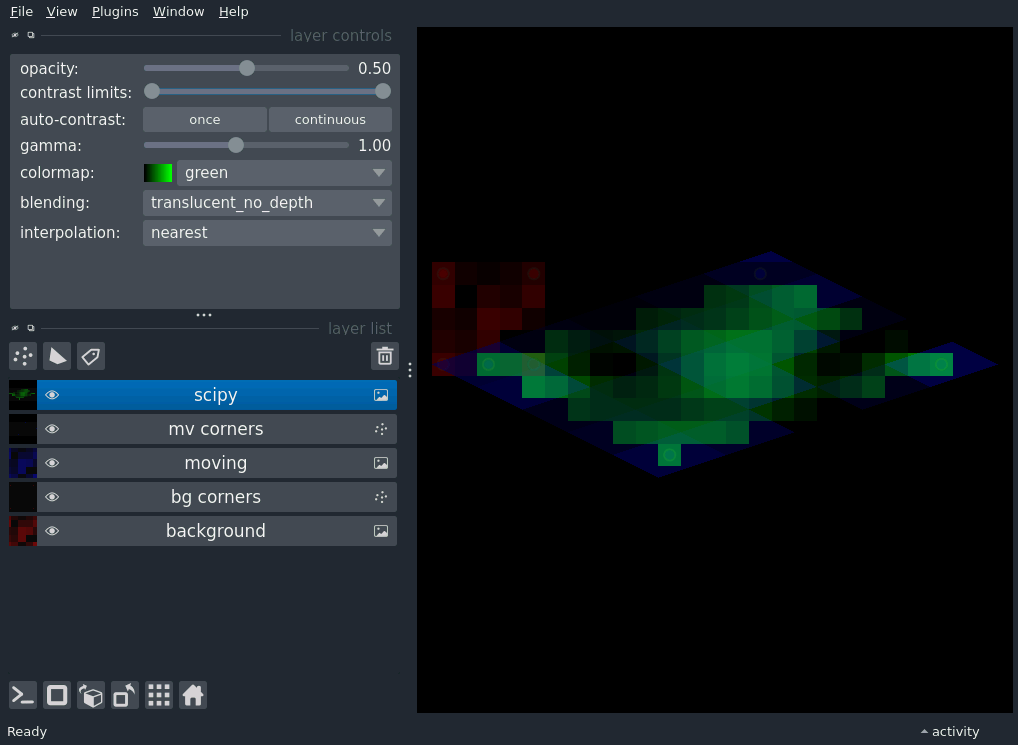 File View Plugins Window Help
layer controls
opacity: 0.50
contrast limits:
auto-contrast: once continuous
gamma: 1.00
colormap: green
blending: translucent_no_depth
interpolation: nearest
layer list
scipy
mv corners
moving
bg corners
background
Ready activity